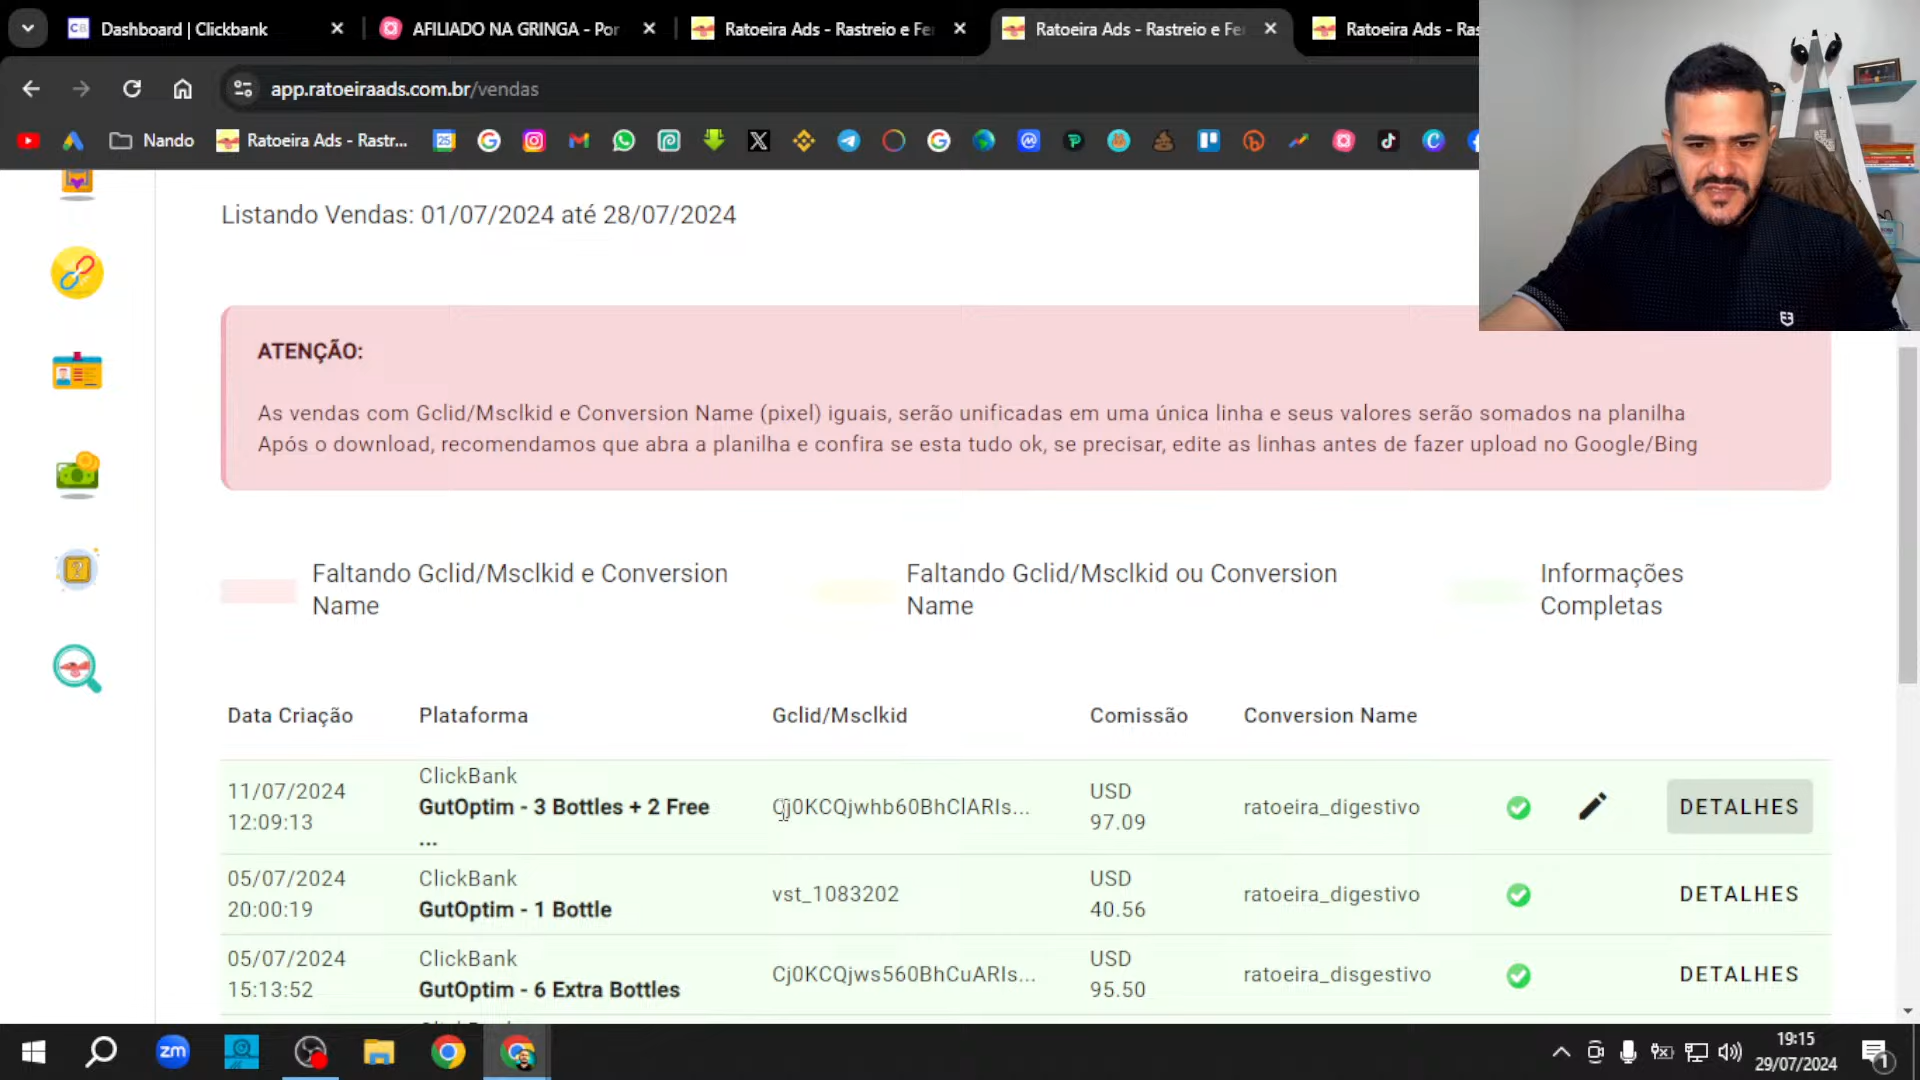 Dashboard | Clickbank
AFILIADO NA GRINGA - Por
Ratoeira Ads - Rastreio e Fe
Ratoeira Ads - Rastreio e Fe
Ratoeira Ads - Ras
app.ratoeiraads.com.br/vendas
Nando
Ratoeira Ads - Rastr...
Listando Vendas: 01/07/2024 até 28/07/2024
ATENÇÃO:
As vendas com Gclid/Msclkid e Conversion Name (pixel) iguais, serão unificadas em uma única linha e seus valores serão somados na planilha
Após o download, recomendamos que abra a planilha e confira se esta tudo ok, se precisar, edite as linhas antes de fazer upload no Google/Bing
Faltando Gclid/Msclkid e Conversion
Name
Faltando Gclid/Msclkid ou Conversion
Name
Informações
Completas
Data Criação Plataforma Gclid/Msclkid Comissão Conversion Name
11/07/2024
12:09:13
ClickBank
GutOptim - 3 Bottles + 2 Free
...
Cj0KCQjwhb60BhClARIs...
USD
97.09
ratoeira_digestivo
DETALHES
05/07/2024
20:00:19
ClickBank
GutOptim - 1 Bottle
vst_1083202
USD
40.56
ratoeira_digestivo
DETALHES
05/07/2024
15:13:52
ClickBank
GutOptim - 6 Extra Bottles
Cj0KCQjws560BhCuARIs...
USD
95.50
ratoeira_disgestivo
DETALHES
zm
19:15
29/07/2024
1